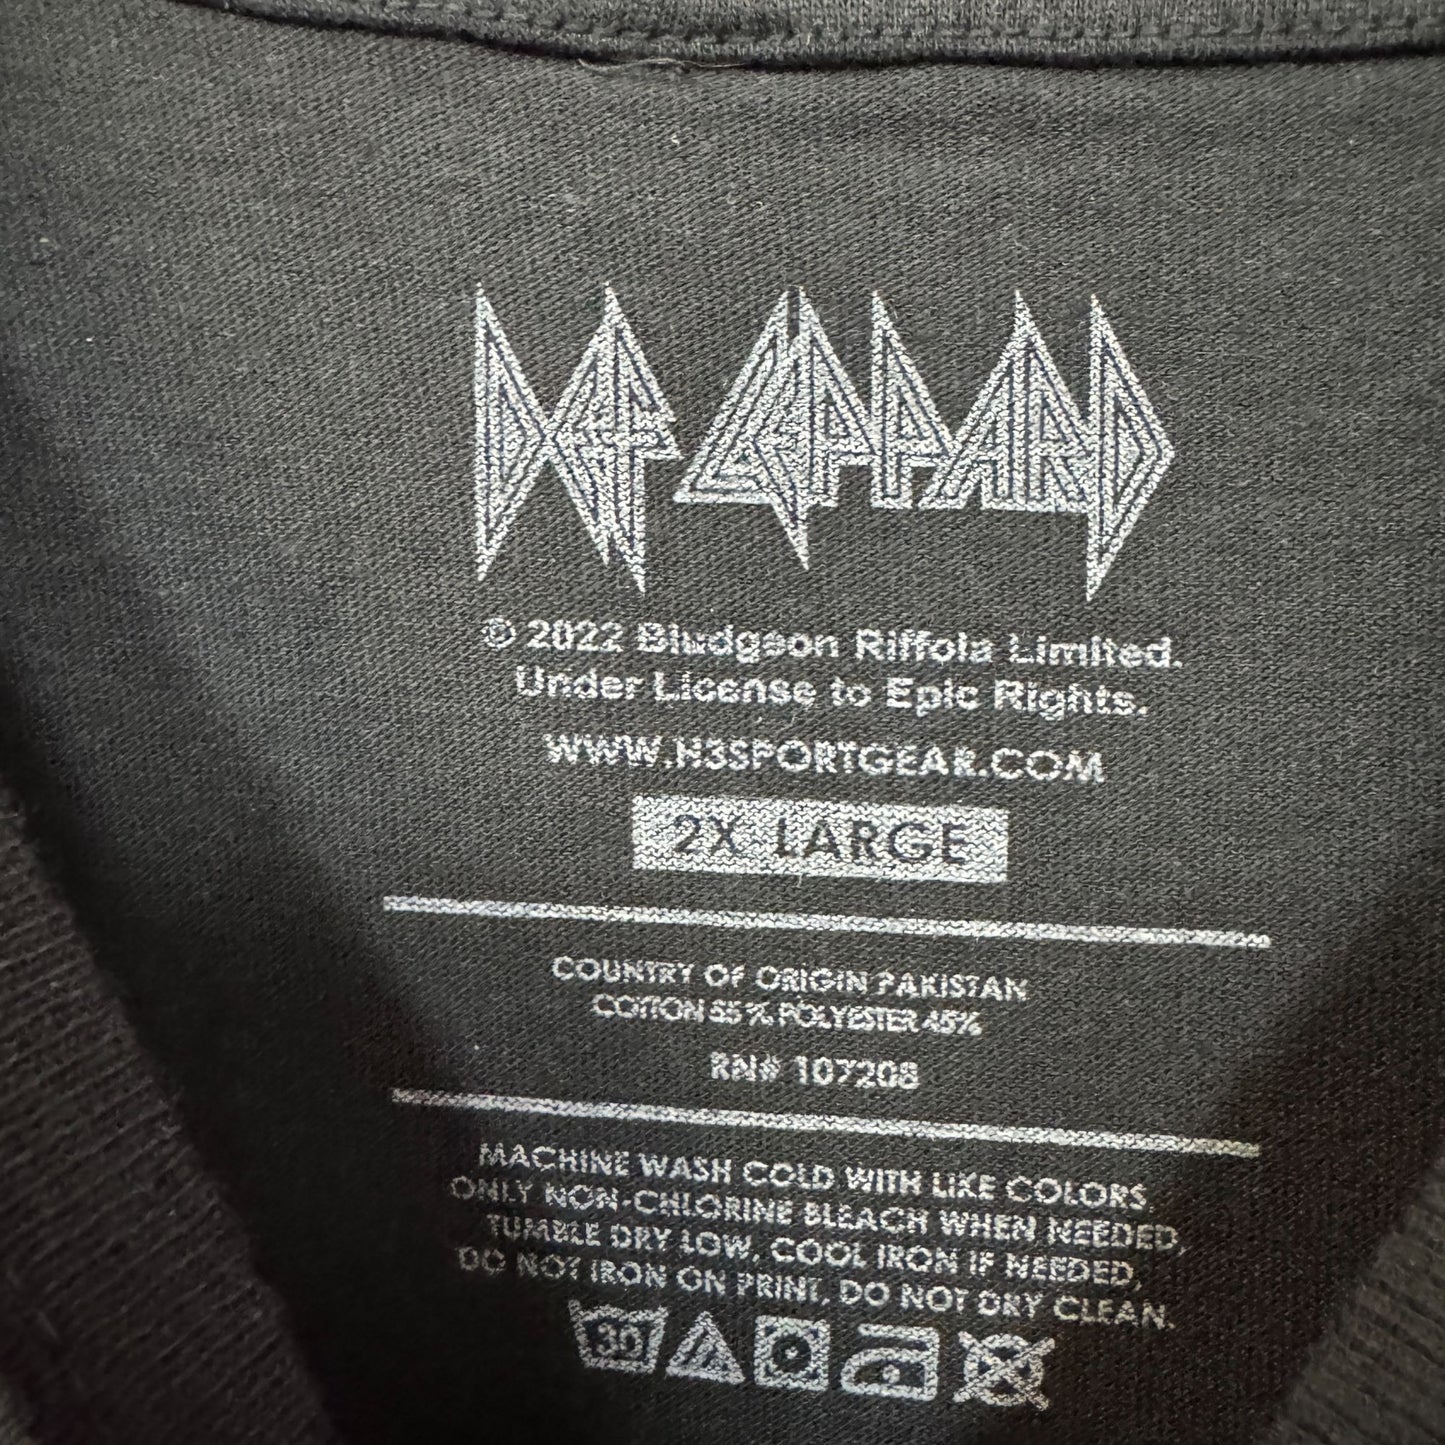 DEF LEPPARD
© 2022 Bludgeon Riffola Limited.
Under License to Epic Rights.
WWW.H3SPORTGEAR.COM
2X LARGE
COUNTRY OF ORIGIN PAKISTAN
COTTON 55% POLYESTER 45%
RN# 107208
MACHINE WASH COLD WITH LIKE COLORS.
ONLY NON-CHLORINE BLEACH WHEN NEEDED,
TUMBLE DRY LOW, COOL IRON IF NEEDED,
DO NOT IRON ON PRINT, DO NOT DRY CLEAN.
30